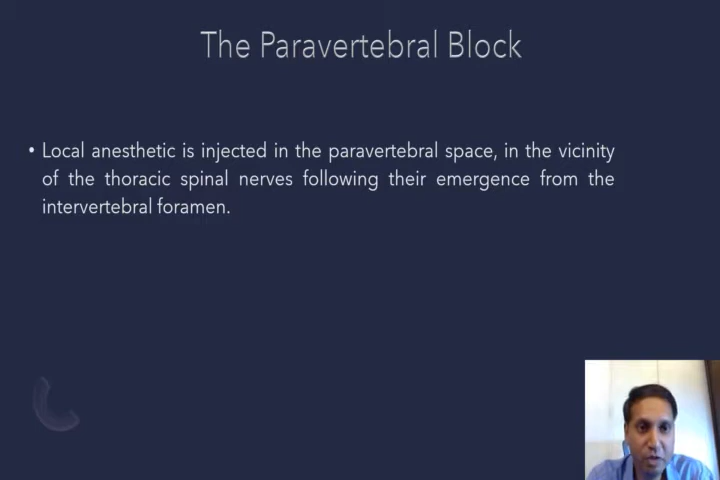 The Paravertebral Block
• Local anesthetic is injected in the paravertebral space, in the vicinity
of the thoracic spinal nerves following their emergence from the
intervertebral foramen.